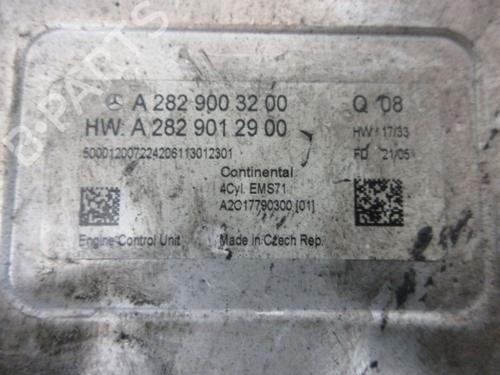 A 282 900 32 00 Q 08
HW: A 282 901 29 00 HW 17/33
50001200722420611301230​1 FD 21/05
Continental
4Cyl. EMS71
A2C17790300 [01]
Engine Control Unit Made in Czech Rep.
B-PARTS